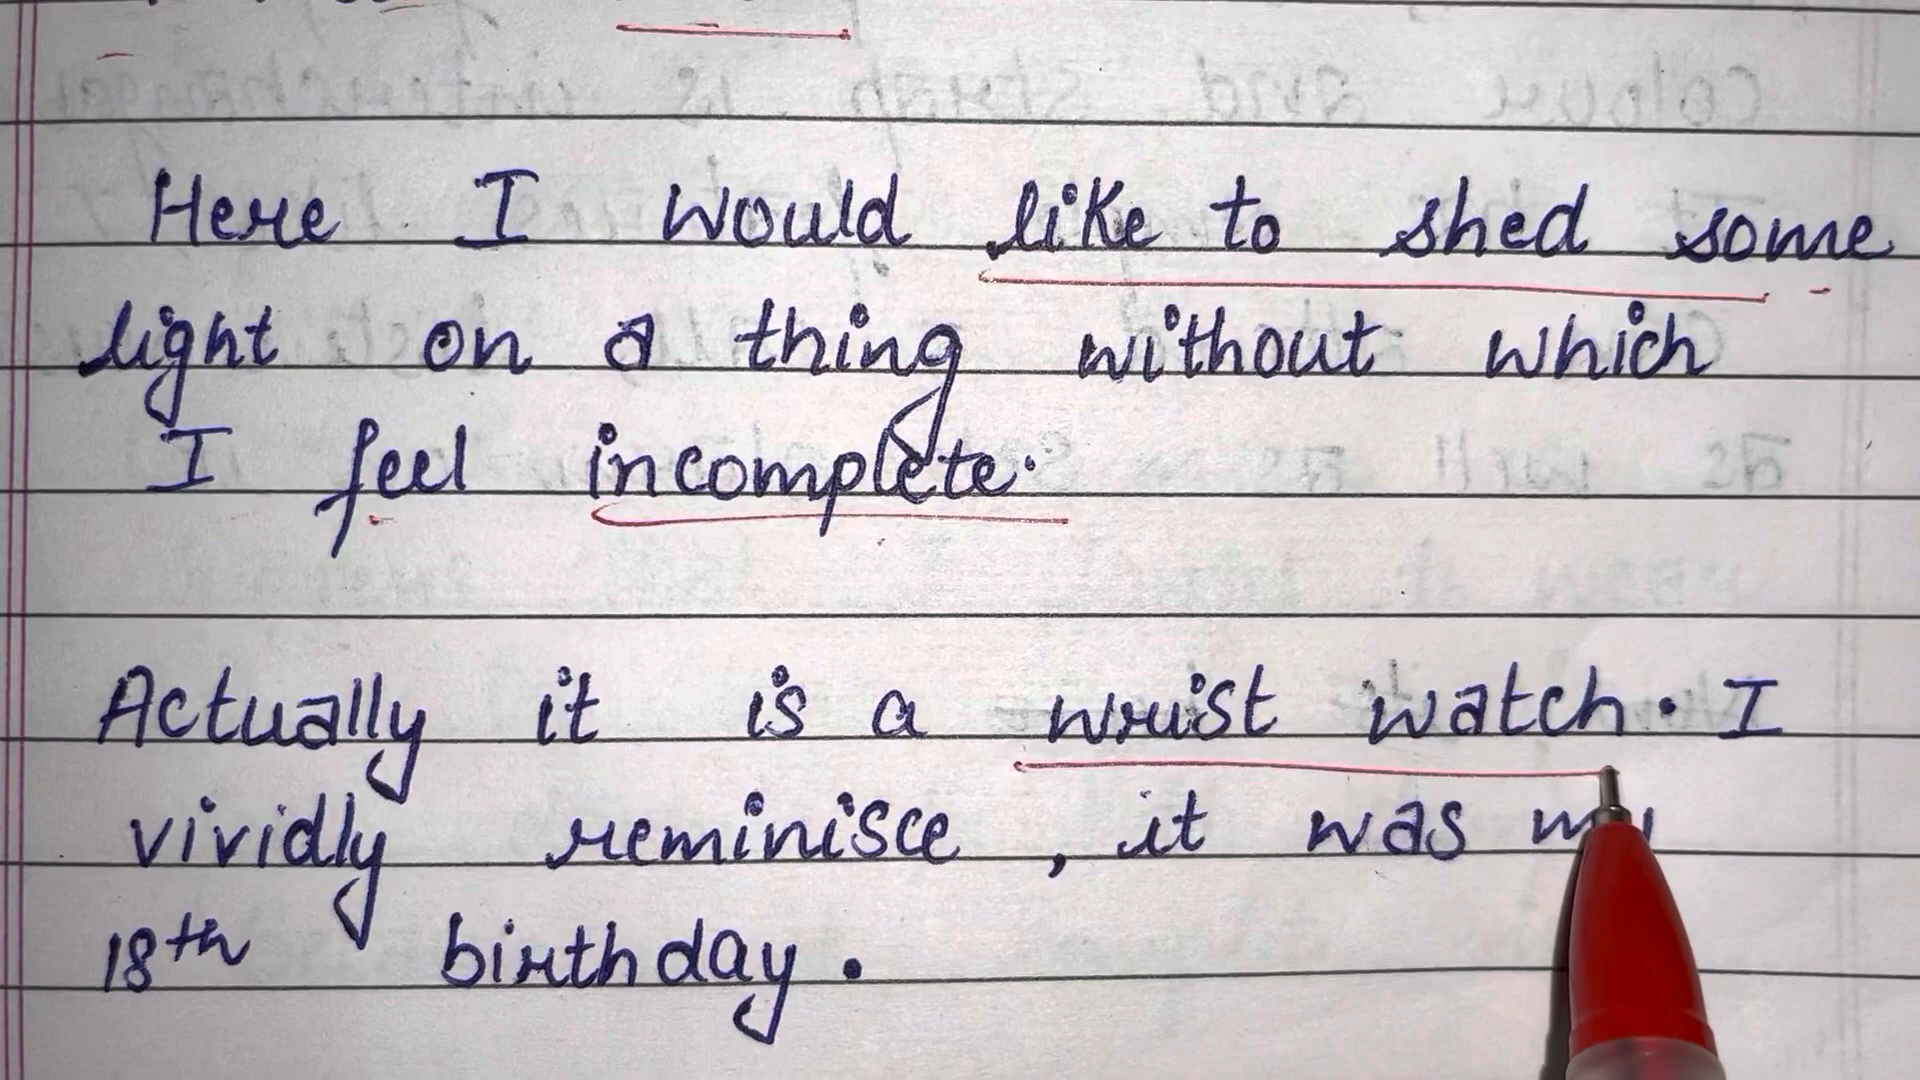 Here I would like to shed some
light on a thing without which
I feel incomplete.
Actually it is a wrist watch. I
vividly reminisce, it was
18th birthday.